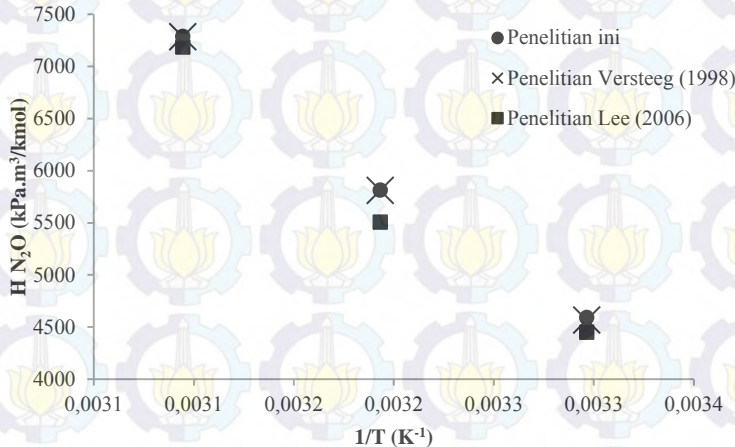 7500
7000
6500
6000
5500
5000
4500
4000
H N₂O (kPa.m³/kmol)
● Penelitian ini
× Penelitian Versteeg (1998)
■ Penelitian Lee (2006)
0,0031 0,0031 0,0032 0,0032 0,0033 0,0033 0,0034
1/T (K⁻¹)